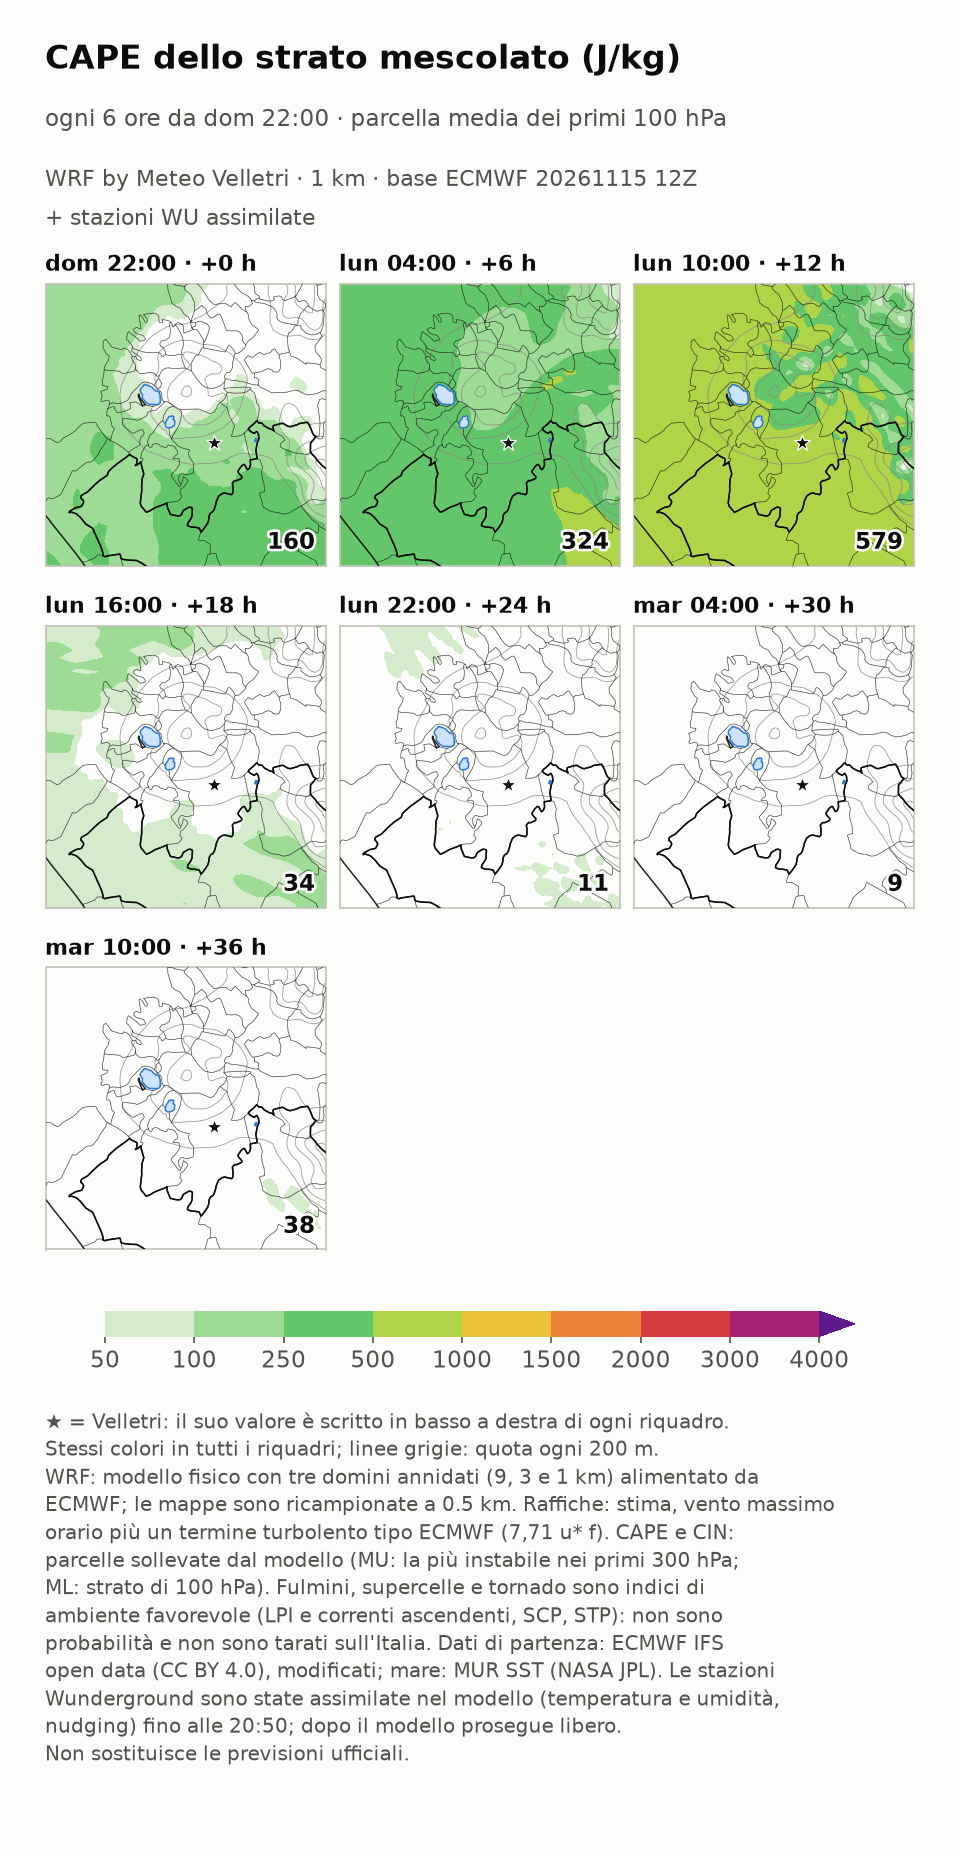 CAPE dello strato mescolato (J/kg)
ogni 6 ore da dom 22:00 · parcella media dei primi 100 hPa
WRF by Meteo Velletri · 1 km · base ECMWF 20261115 12Z
+ stazioni WU assimilate
dom 22:00 · +0 h
lun 04:00 · +6 h
lun 10:00 · +12 h
160
324
579
lun 16:00 · +18 h
lun 22:00 · +24 h
mar 04:00 · +30 h
34
11
9
mar 10:00 · +36 h
38
50 100 250 500 1000 1500 2000 3000 4000
★ = Velletri: il suo valore è scritto in basso a destra di ogni riquadro.
Stessi colori in tutti i riquadri; linee grigie: quota ogni 200 m.
WRF: modello fisico con tre domini annidati (9, 3 e 1 km) alimentato da
ECMWF; le mappe sono ricampionate a 0.5 km. Raffiche: stima, vento massimo
orario più un termine turbolento tipo ECMWF (7,71 u* f). CAPE e CIN:
parcelle sollevate dal modello (MU: la più instabile nei primi 300 hPa;
ML: strato di 100 hPa). Fulmini, supercelle e tornado sono indici di
ambiente favorevole (LPI e correnti ascendenti, SCP, STP): non sono
probabilità e non sono tarati sull'Italia. Dati di partenza: ECMWF IFS
open data (CC BY 4.0), modificati; mare: MUR SST (NASA JPL). Le stazioni
Wunderground sono state assimilate nel modello (temperatura e umidità,
nudging) fino alle 20:50; dopo il modello prosegue libero.
Non sostituisce le previsioni ufficiali.